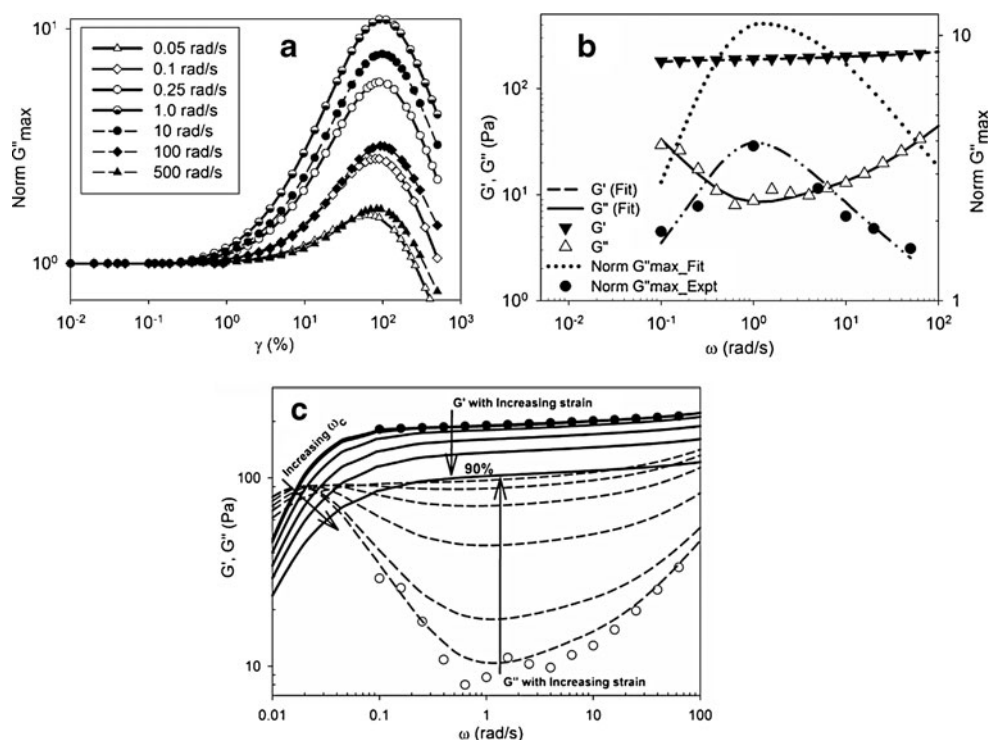 a
10¹
10⁰
Norm G"max
0.05 rad/s
0.1 rad/s
0.25 rad/s
1.0 rad/s
10 rad/s
100 rad/s
500 rad/s
10⁻² 10⁻¹ 10⁰ 10¹ 10² 10³
γ (%)
b
10²
10¹
10⁰
G', G" (Pa)
G' (Fit)
G" (Fit)
G'
G"
Norm G"max_Fit
Norm G"max_Expt
10
1
Norm G"max
10⁻² 10⁻¹ 10⁰ 10¹ 10²
ω (rad/s)
c
G' with Increasing strain
Increasing ω_c
90%
G" with Increasing strain
100
10
G', G" (Pa)
0.01 0.1 1 10 100
ω (rad/s)